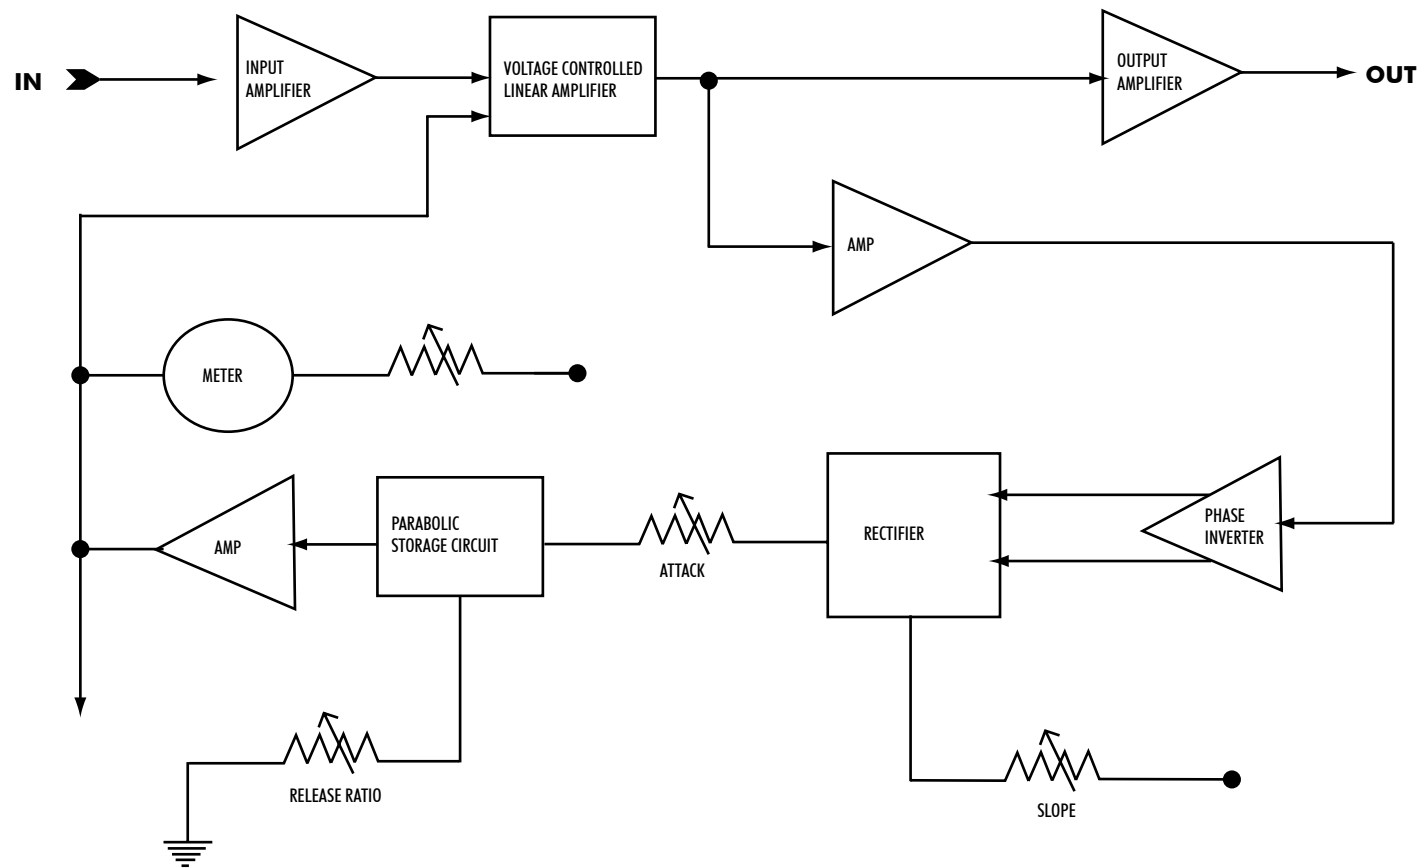 IN
INPUT
AMPLIFIER
VOLTAGE CONTROLLED
LINEAR AMPLIFIER
OUTPUT
AMPLIFIER
OUT
AMP
METER
AMP
PARABOLIC
STORAGE CIRCUIT
ATTACK
RECTIFIER
PHASE
INVERTER
RELEASE RATIO
SLOPE